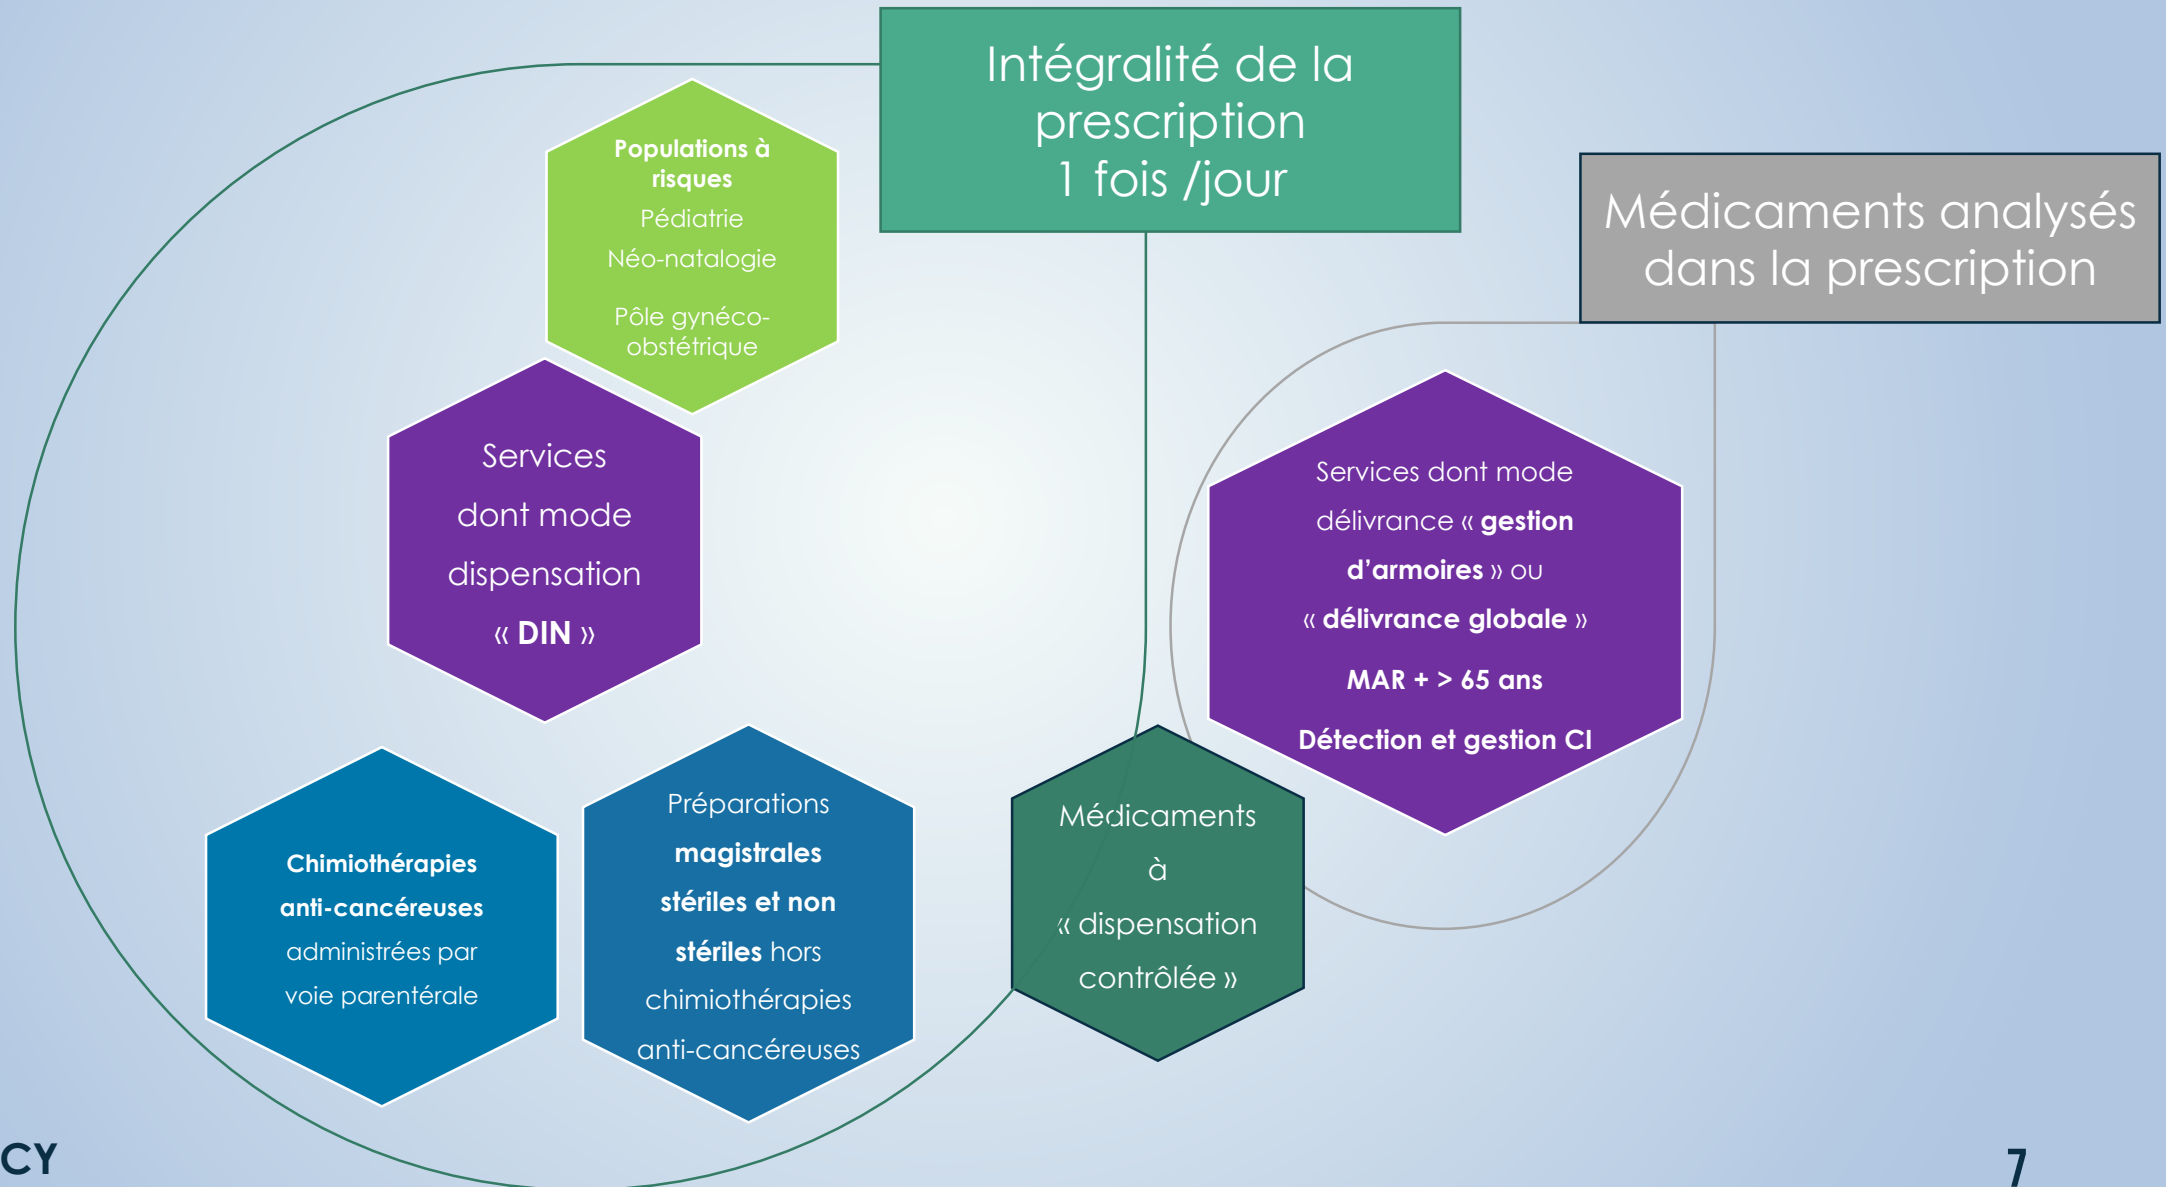 Intégralité de la
prescription
1 fois /jour
Médicaments analysés
dans la prescription
Populations à
risques
Pédiatrie
Néo-natalogie
Pôle gynéco-
obstétrique
Services
dont mode
dispensation
« DIN »
Services dont mode
délivrance « gestion
d'armoires » ou
« délivrance globale »
MAR + > 65 ans
Détection et gestion CI
Chimiothérapies
anti-cancéreuses
administrées par
voie parentérale
Préparations
magistrales
stériles et non
stériles hors
chimiothérapies
anti-cancéreuses
Médicaments
à
« dispensation
contrôlée »
CY
7